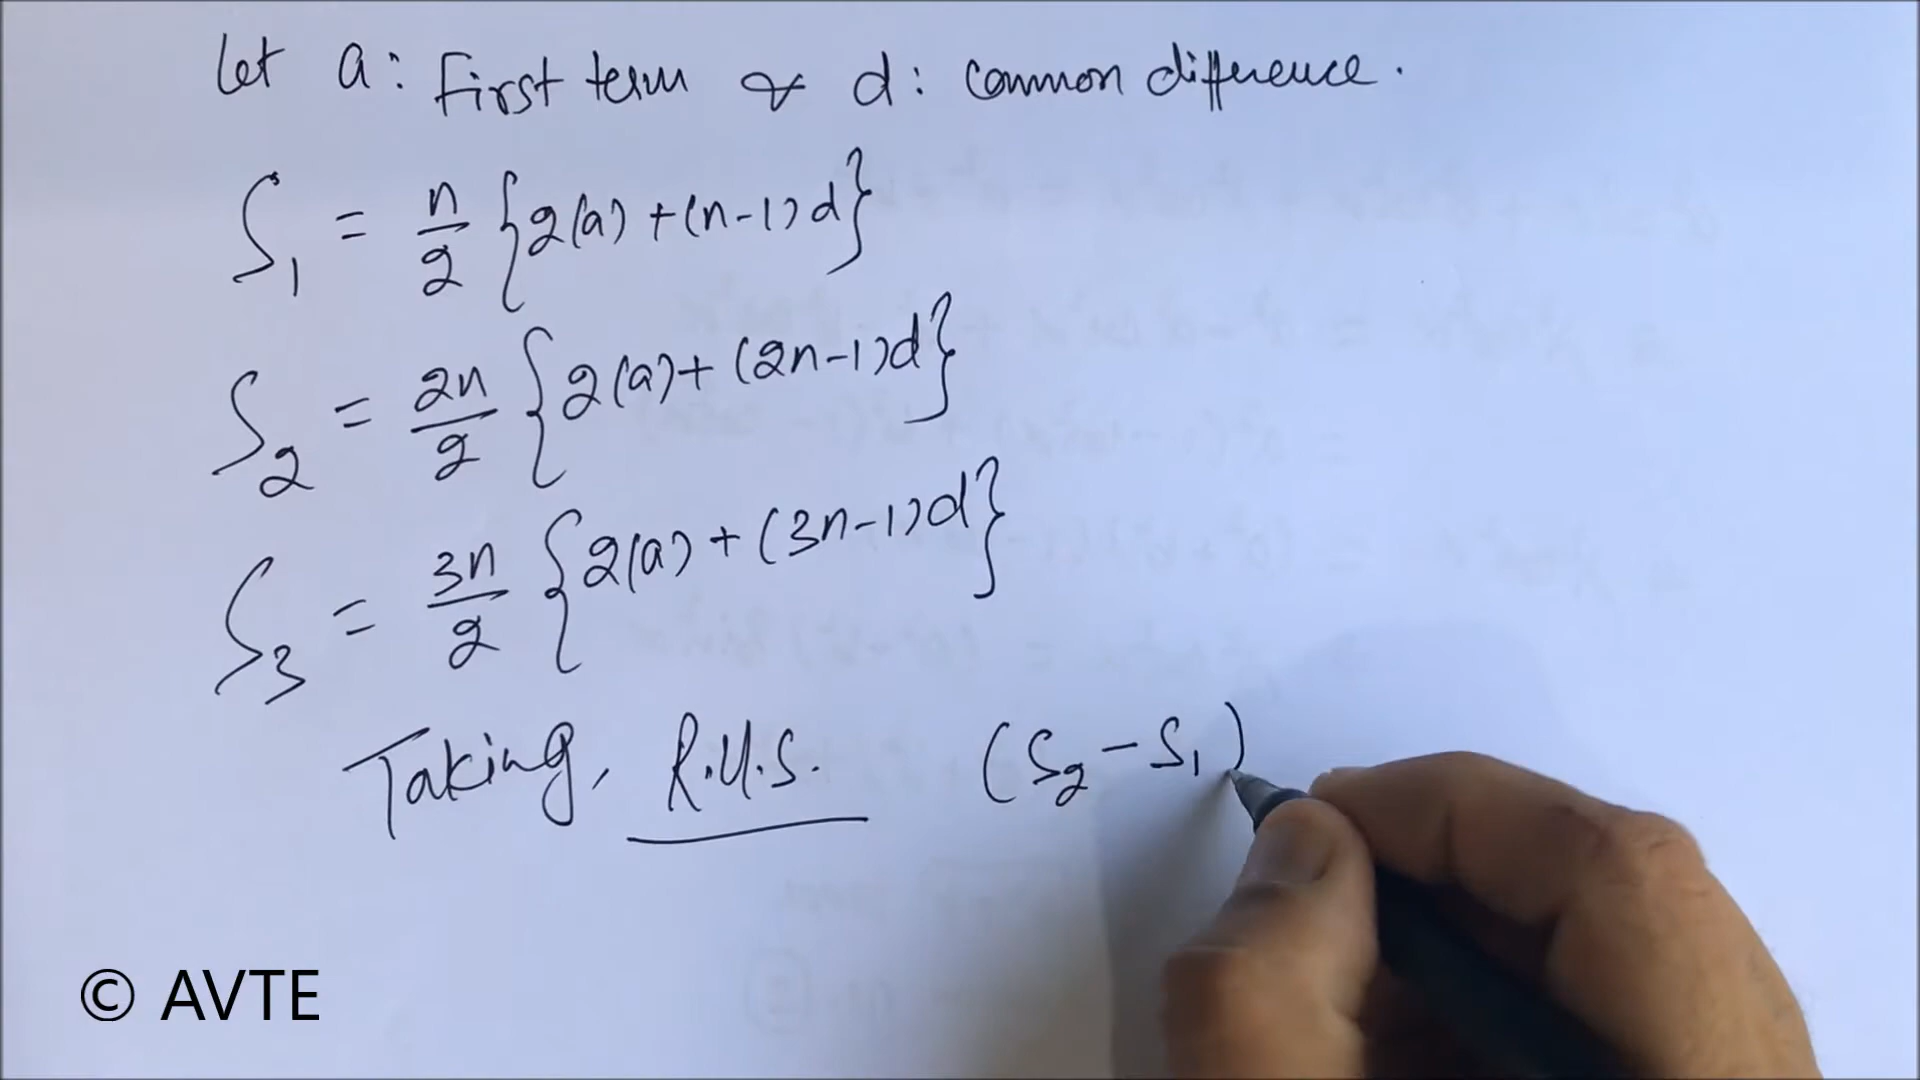 Let a: First term & d: common difference.
S₁ = n/2 {2(a) + (n-1)d}
S₂ = 2n/2 {2(a) + (2n-1)d}
S₃ = 3n/2 {2(a) + (3n-1)d}
Taking, R.H.S. (S₂ - S₁)
© AVTE